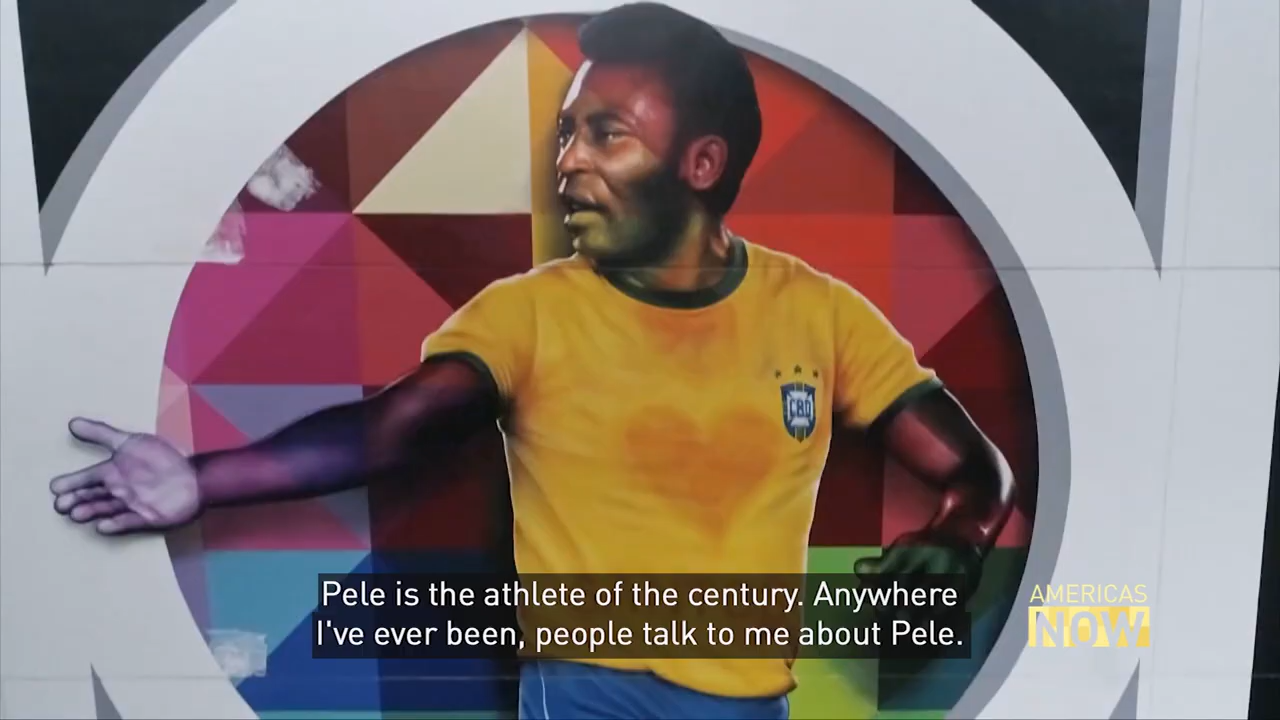 CBD
Pele is the athlete of the century. Anywhere
I've ever been, people talk to me about Pele.
AMERICAS
NOW